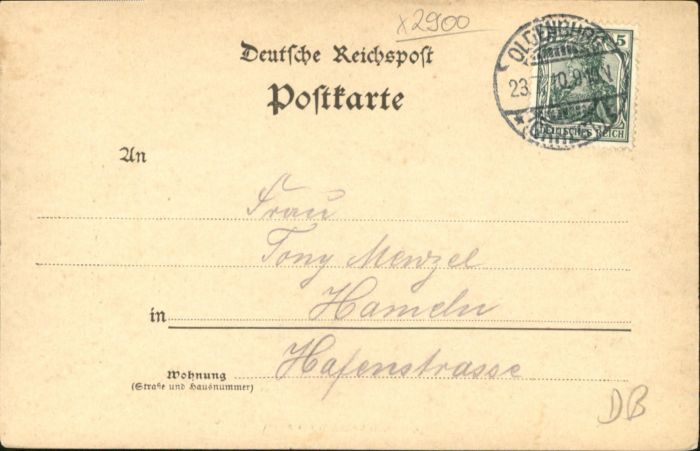 x2900
Deutsche Reichspost
Postkarte
OLDENBURG
23.
5
DEUTSCHES REICH
An
Frau
Tony Menzel
in Hameln
Wohnung Hafenstrasse
(Straße und Hausnummer)
DB